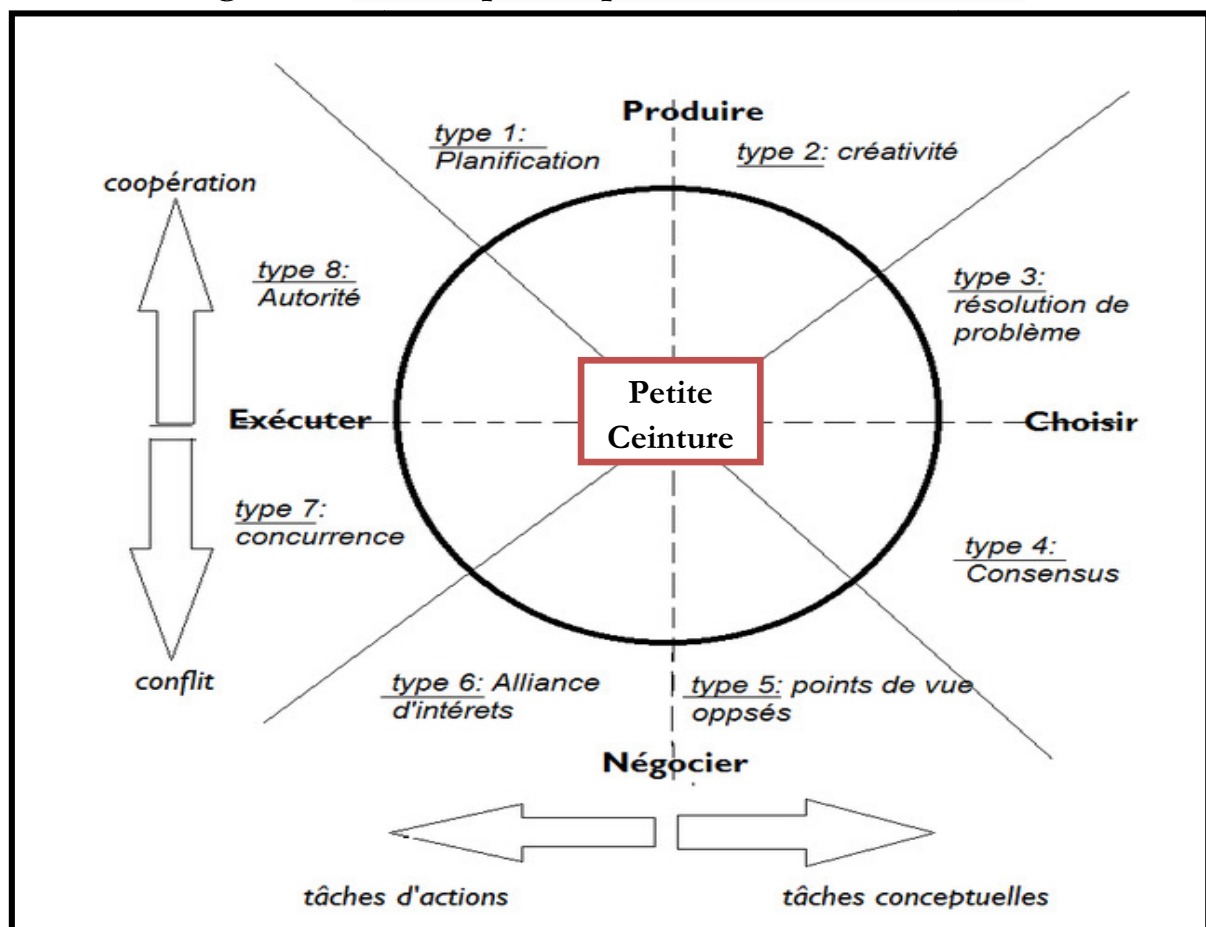 Produire
type 1:
Planification
type 2: créativité
coopération
type 8:
Autorité
type 3:
résolution de
problème
Petite
Ceinture
Exécuter
Choisir
type 7:
concurrence
type 4:
Consensus
conflit
type 6: Alliance
d'intérets
type 5: points de vue
oppsés
Négocier
tâches d'actions
tâches conceptuelles